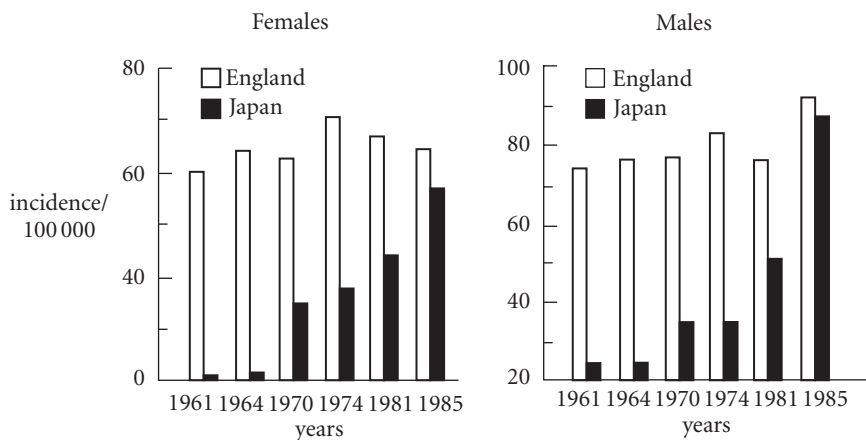 Females
80
60
40
0
England
Japan
incidence/
100 000
1961 1964 1970 1974 1981 1985
years
Males
100
80
60
40
20
England
Japan
1961 1964 1970 1974 1981 1985
years